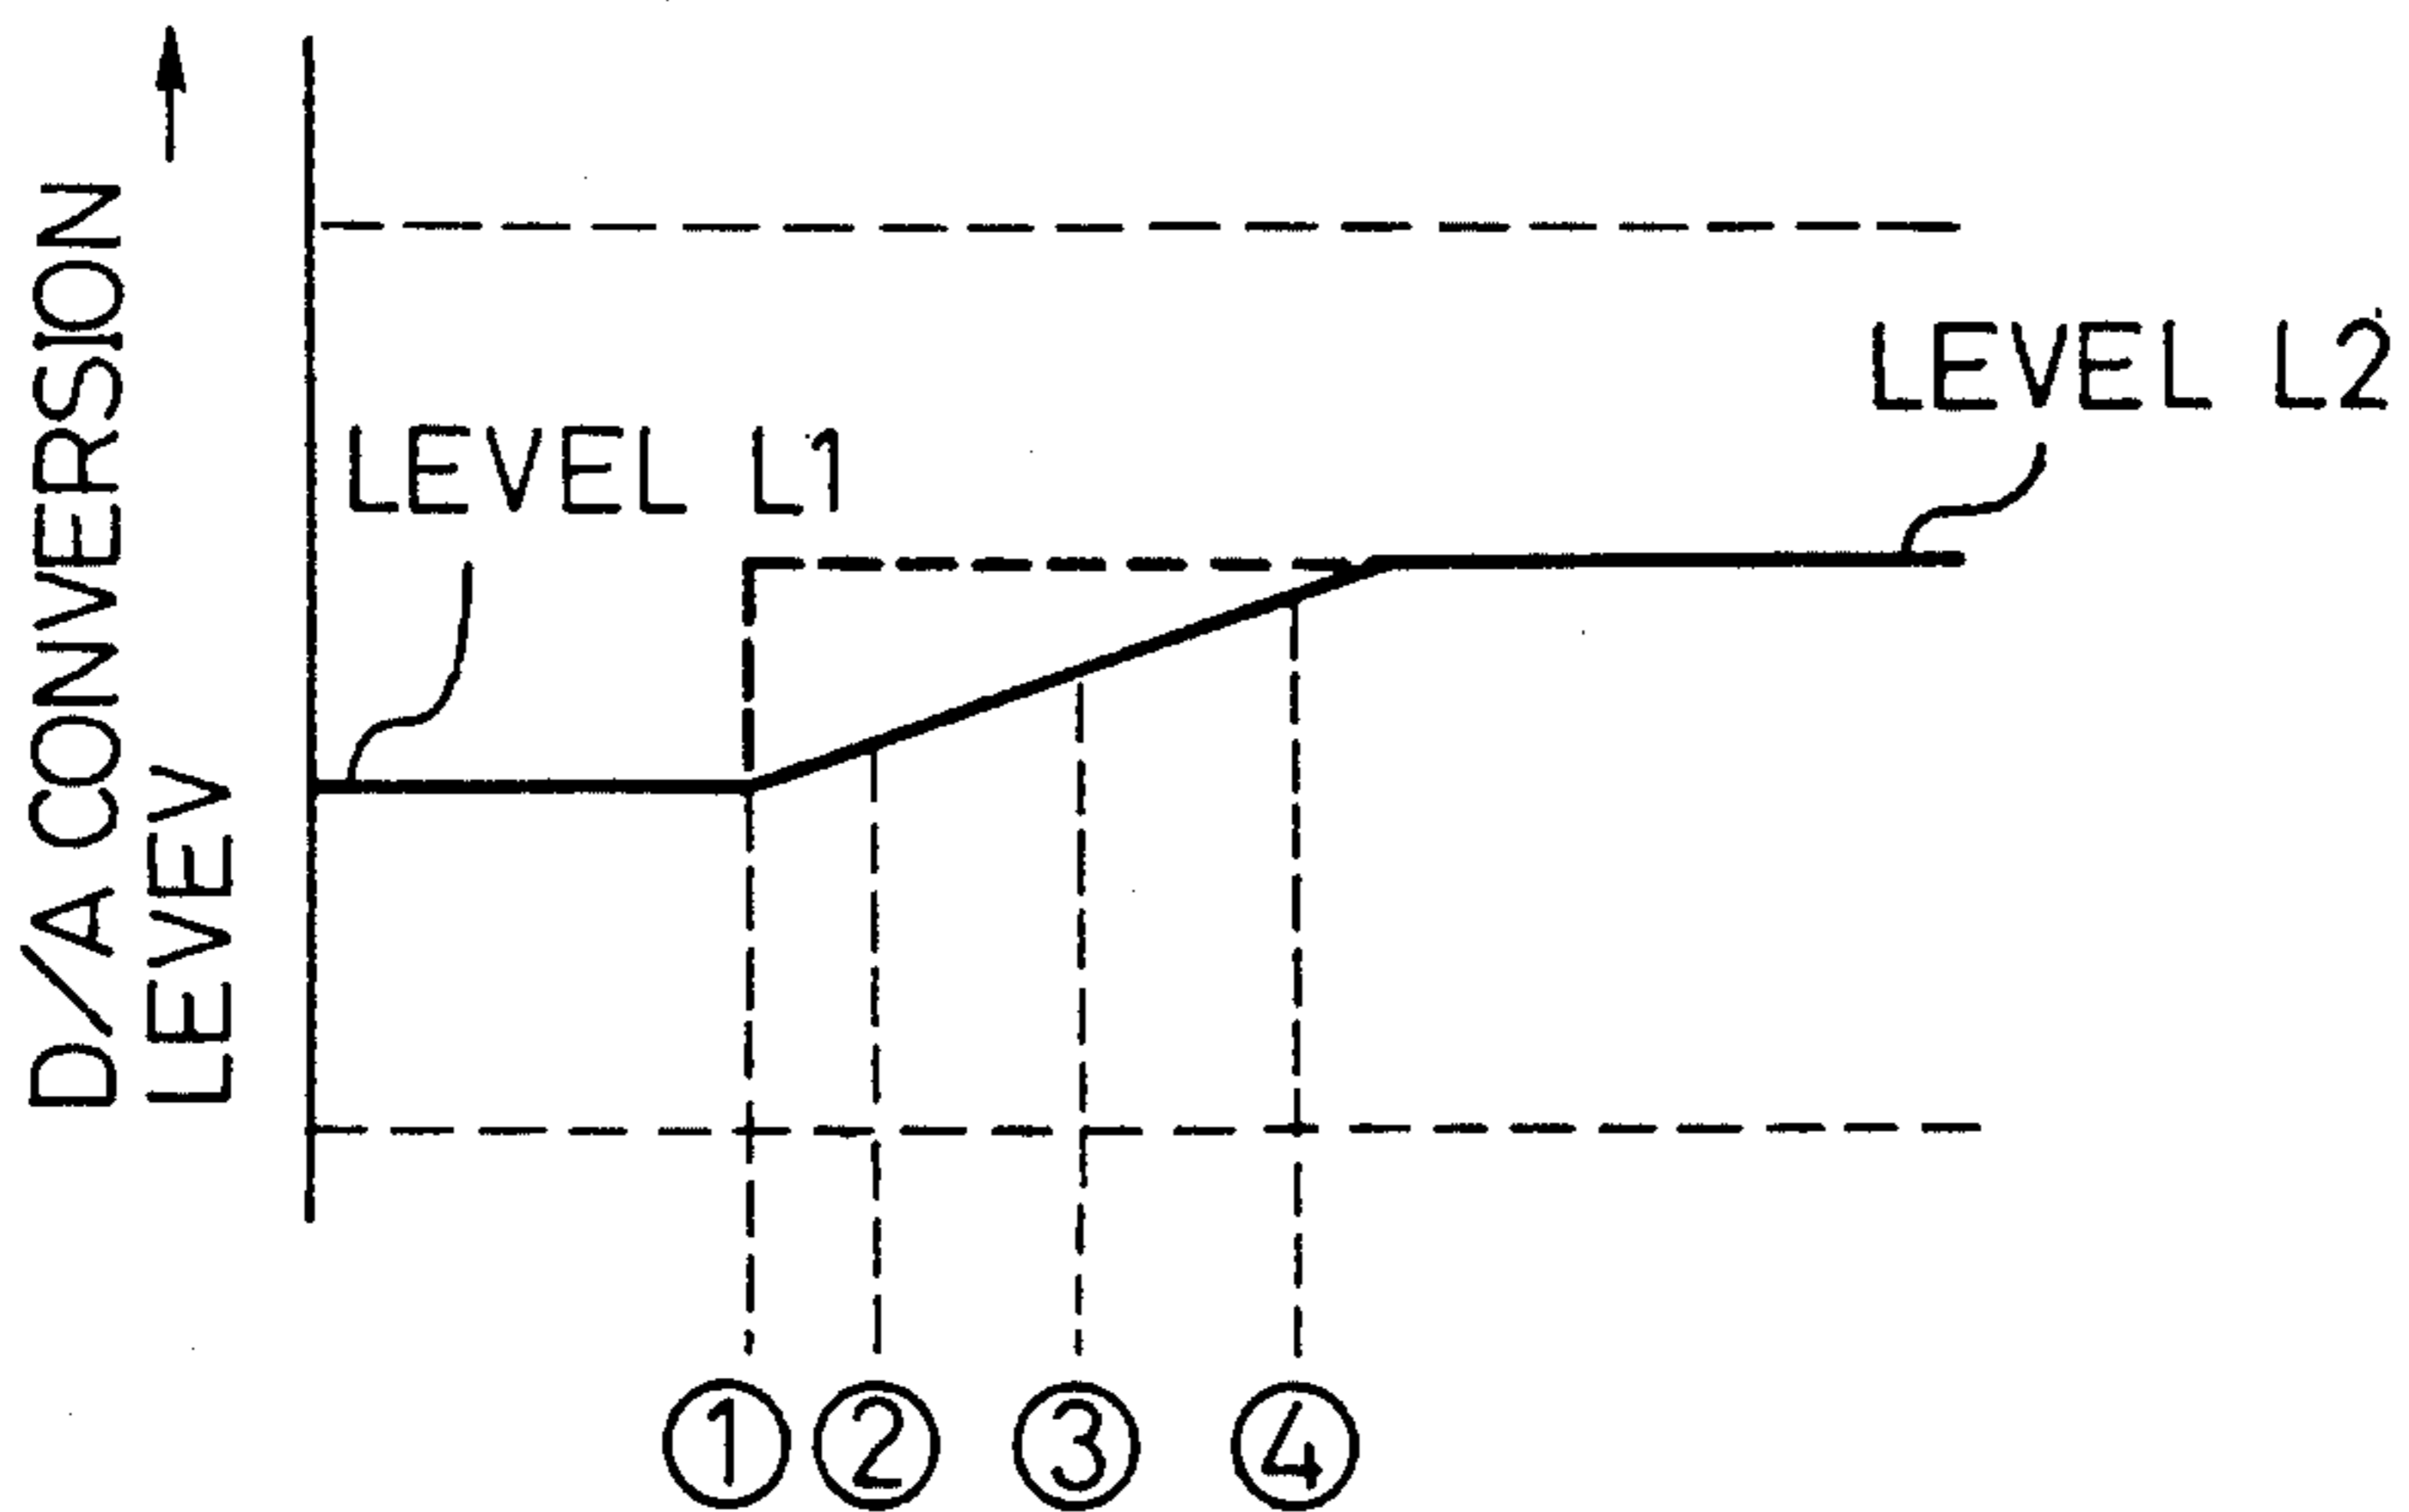 D/A CONVERSION
LEVEV
LEVEL L1
LEVEL L2
① ② ③ ④